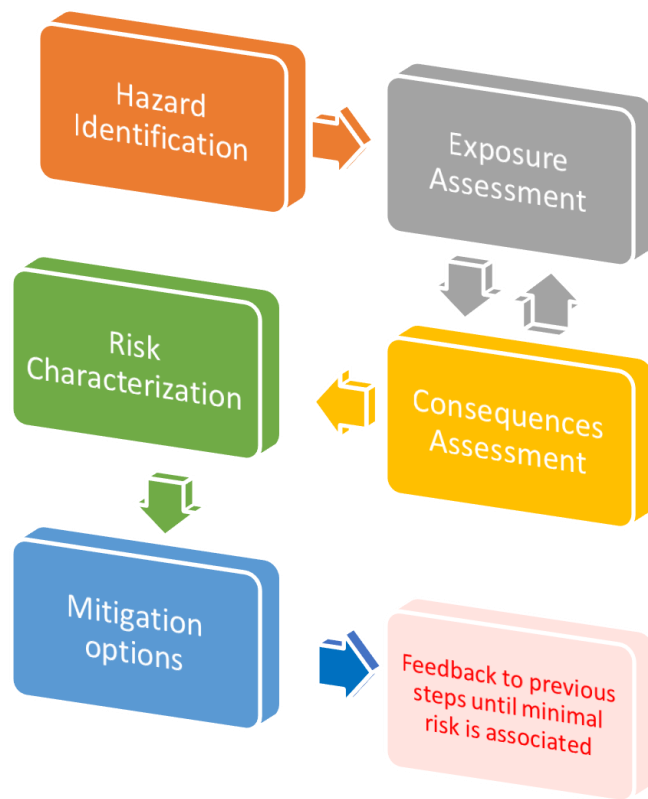 Hazard
Identification
Exposure
Assessment
Consequences
Assessment
Risk
Characterization
Mitigation
options
Feedback to previous
steps until minimal
risk is associated